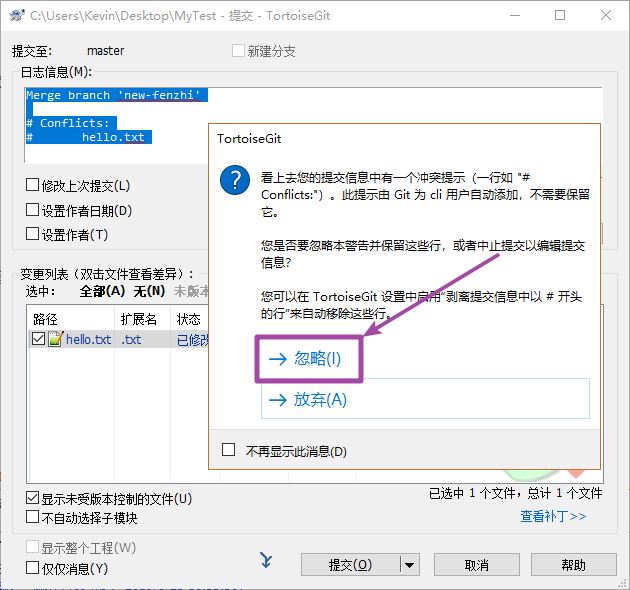 C:\Users\Kevin\Desktop\MyTest - 提交 - TortoiseGit
提交至: master 新建分支
日志信息(M):
Merge branch 'new-fenzhi'
# Conflicts:
# hello.txt
修改上次提交(L)
设置作者日期(D)
设置作者(T)
变更列表（双击文件查看差异）:
选中: 全部(A) 无(N) 未版本
路径 扩展名 状态
hello.txt .txt 已修改
TortoiseGit
看上去您的提交信息中有一个冲突提示（一行如 "#
Conflicts:"）。此提示由 Git 为 cli 用户自动添加，不需要保留
它。
您是否要忽略本警告并保留这些行，或者中止提交以编辑提交
信息?
您可以在 TortoiseGit 设置中启用"剥离提交信息中以 # 开头
的行"来自动移除这些行。
忽略(I)
放弃(A)
不再显示此消息(D)
显示未受版本控制的文件(U)
已选中 1 个文件，总计 1 个文件
不自动选择子模块
查看补丁>>
显示整个工程(W)
仅仅消息(Y)
提交(O) 取消 帮助